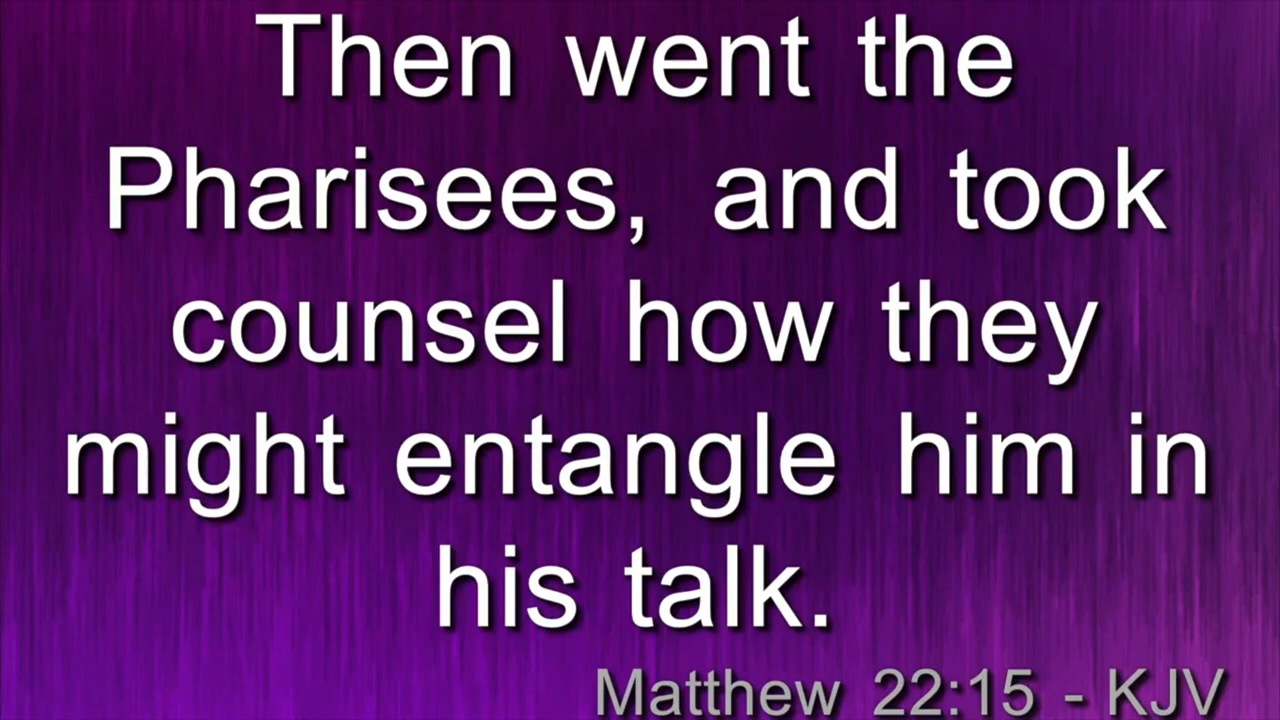 Then went the
Pharisees, and took
counsel how they
might entangle him in
his talk.
Matthew 22:15 - KJV